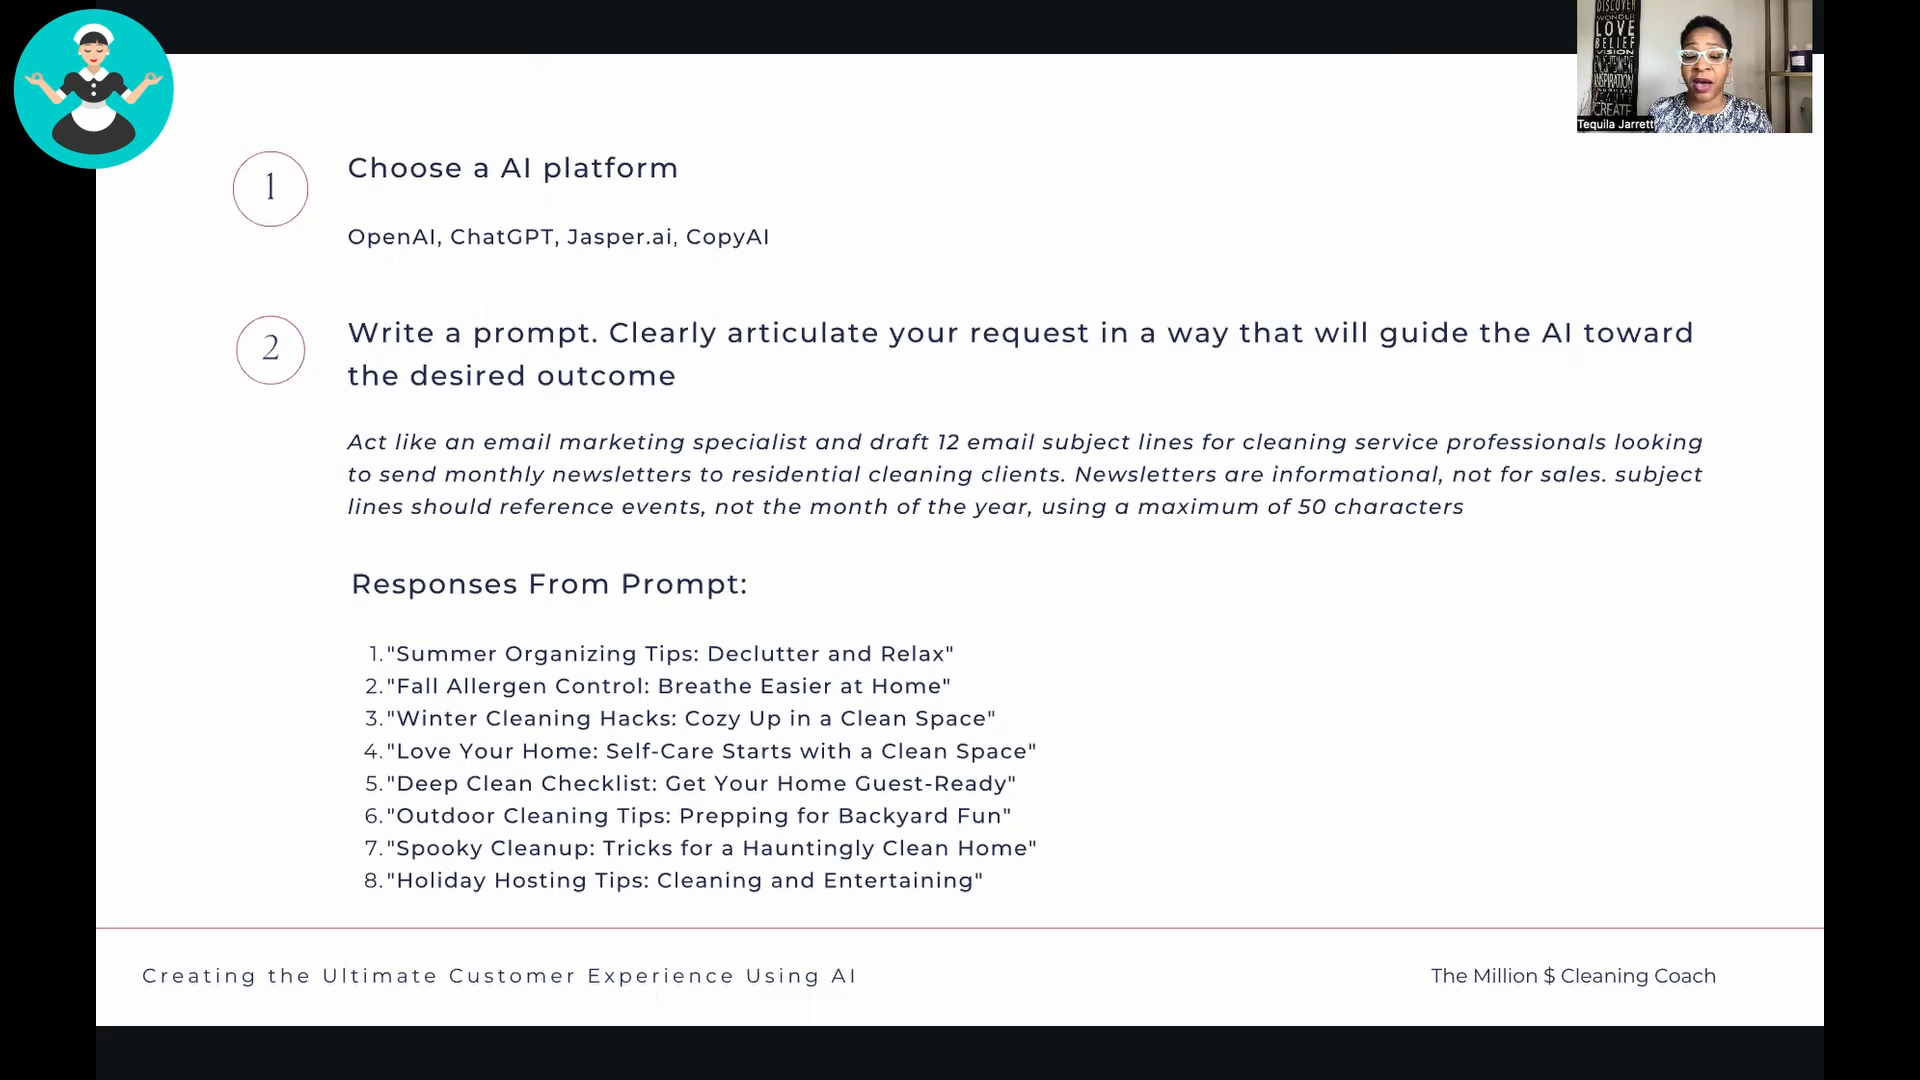 DISCOVER
WONDER
LOVE
BELIEF
VISION
INSPIRATION
CREATE
Tequila Jarrett
1
Choose a AI platform
OpenAI, ChatGPT, Jasper.ai, CopyAI
2
Write a prompt. Clearly articulate your request in a way that will guide the AI toward
the desired outcome
Act like an email marketing specialist and draft 12 email subject lines for cleaning service professionals looking
to send monthly newsletters to residential cleaning clients. Newsletters are informational, not for sales. subject
lines should reference events, not the month of the year, using a maximum of 50 characters
Responses From Prompt:
1. "Summer Organizing Tips: Declutter and Relax"
2. "Fall Allergen Control: Breathe Easier at Home"
3. "Winter Cleaning Hacks: Cozy Up in a Clean Space"
4. "Love Your Home: Self-Care Starts with a Clean Space"
5. "Deep Clean Checklist: Get Your Home Guest-Ready"
6. "Outdoor Cleaning Tips: Prepping for Backyard Fun"
7. "Spooky Cleanup: Tricks for a Hauntingly Clean Home"
8. "Holiday Hosting Tips: Cleaning and Entertaining"
Creating the Ultimate Customer Experience Using AI
The Million $ Cleaning Coach